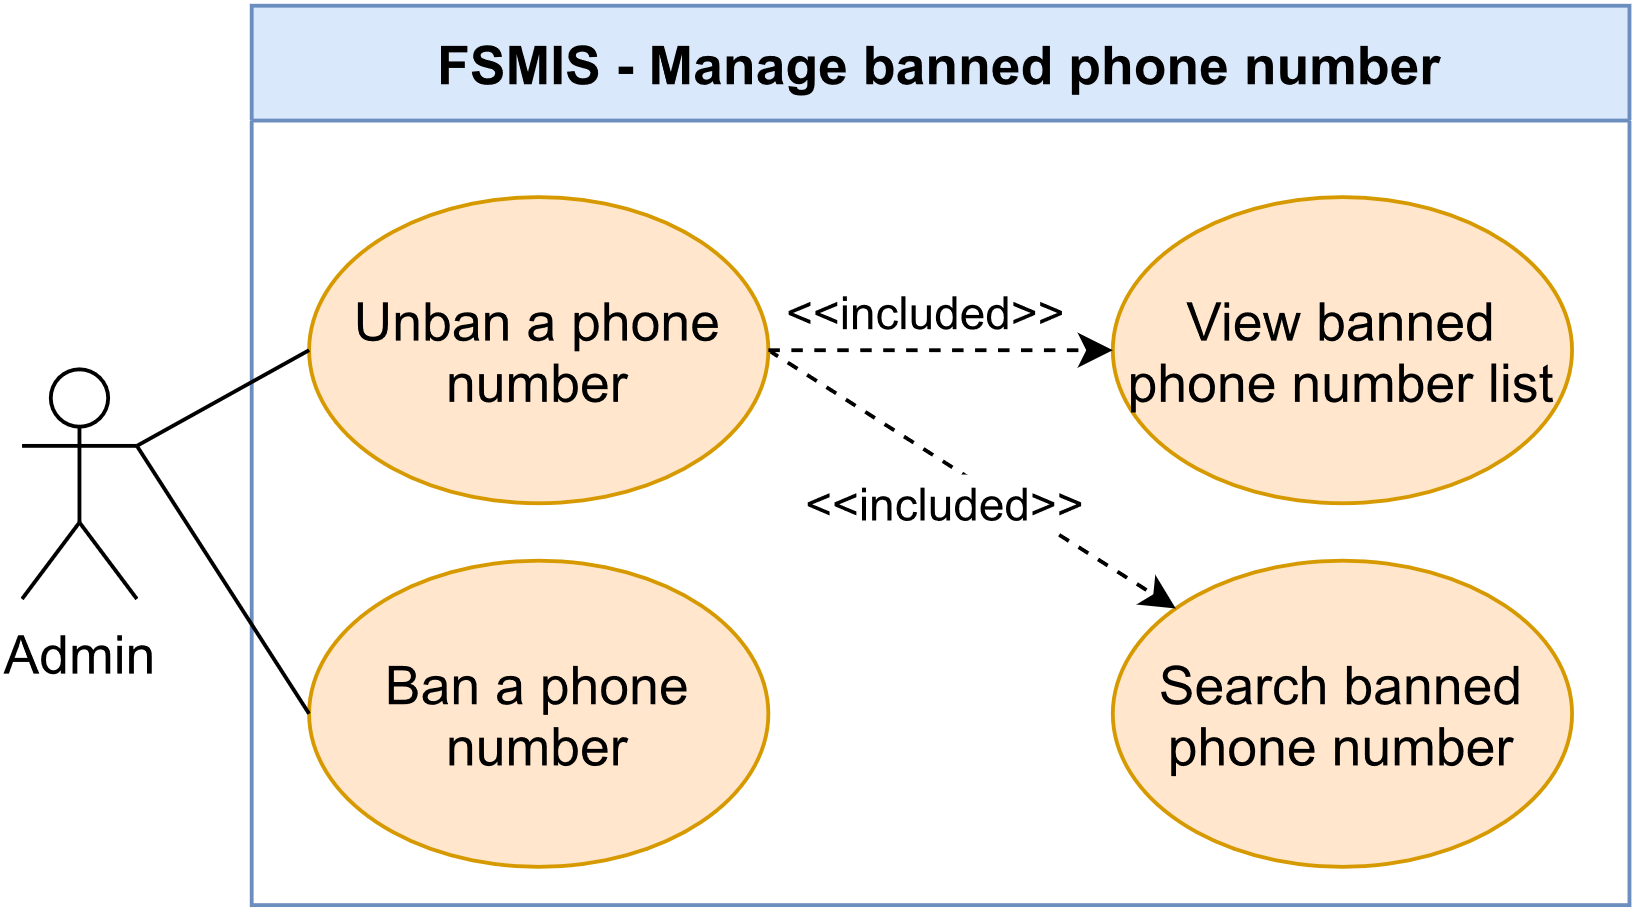 FSMIS - Manage banned phone number
Unban a phone
number
<<included>>
View banned
phone number list
<<included>>
Admin
Ban a phone
number
Search banned
phone number